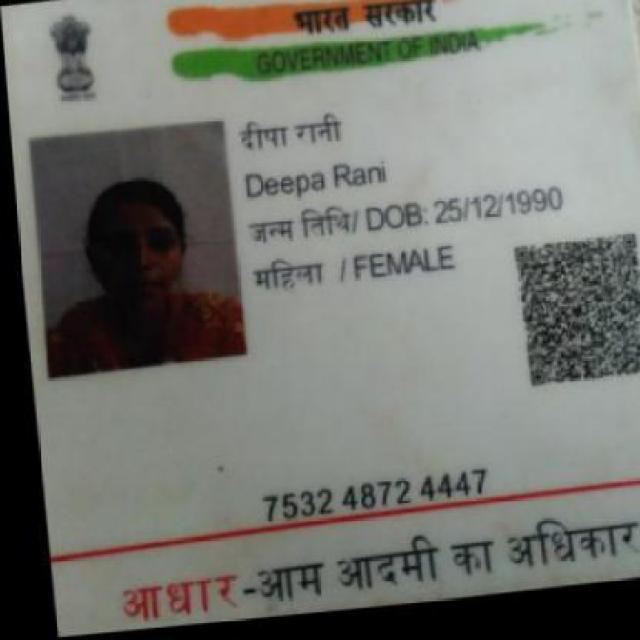 भारत सरकार
GOVERNMENT OF INDIA
दीपा रानी
Deepa Rani
जन्म तिथि/ DOB: 25/12/1990
महिला / FEMALE
7532 4872 4447
आधार-आम आदमी का अधिकार